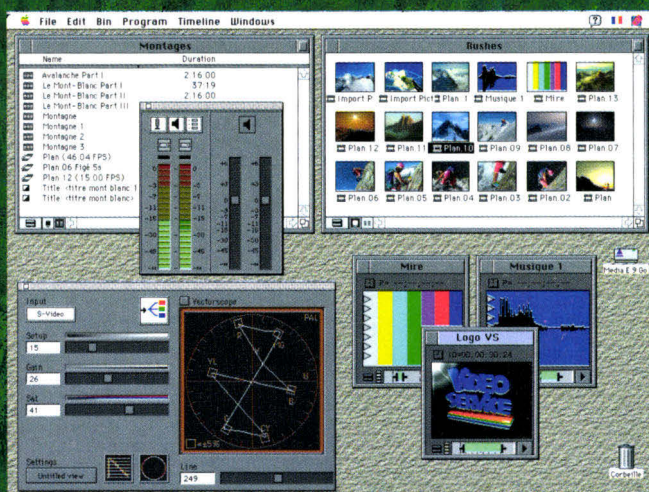 File Edit Bin Program Timeline Windows
Montages
Name Duration
Avalanche Part I 2:16:00
Le Mont-Blanc Part I 37:19
Le Mont-Blanc Part II 2:16:00
Le Mont-Blanc Part III
Montagne
Montagne 1
Montagne 2
Montagne 3
Plan (46.04 FPS)
Plan 06 Figé 5s
Plan 12 (15.00 FPS)
Title <titre mont blanc 1
Title <titre mont blanc>
Rushes
Import P Import Pict Plan 1 Musique 1 Mire Plan 13
Plan 12 Plan 11 Plan 10 Plan 09 Plan 08 Plan 07
Plan 06 Plan 05 Plan 04 Plan 03 Plan 02 Plan
Media E 9 Go
Input
S-Video
Setup
15
Gain
26
Sat
41
Settings
Untitled view
Vectorscope
PAL
Line
249
Mire
Musique 1
Logo VS
VIDEO
SERVICE
Corbeille